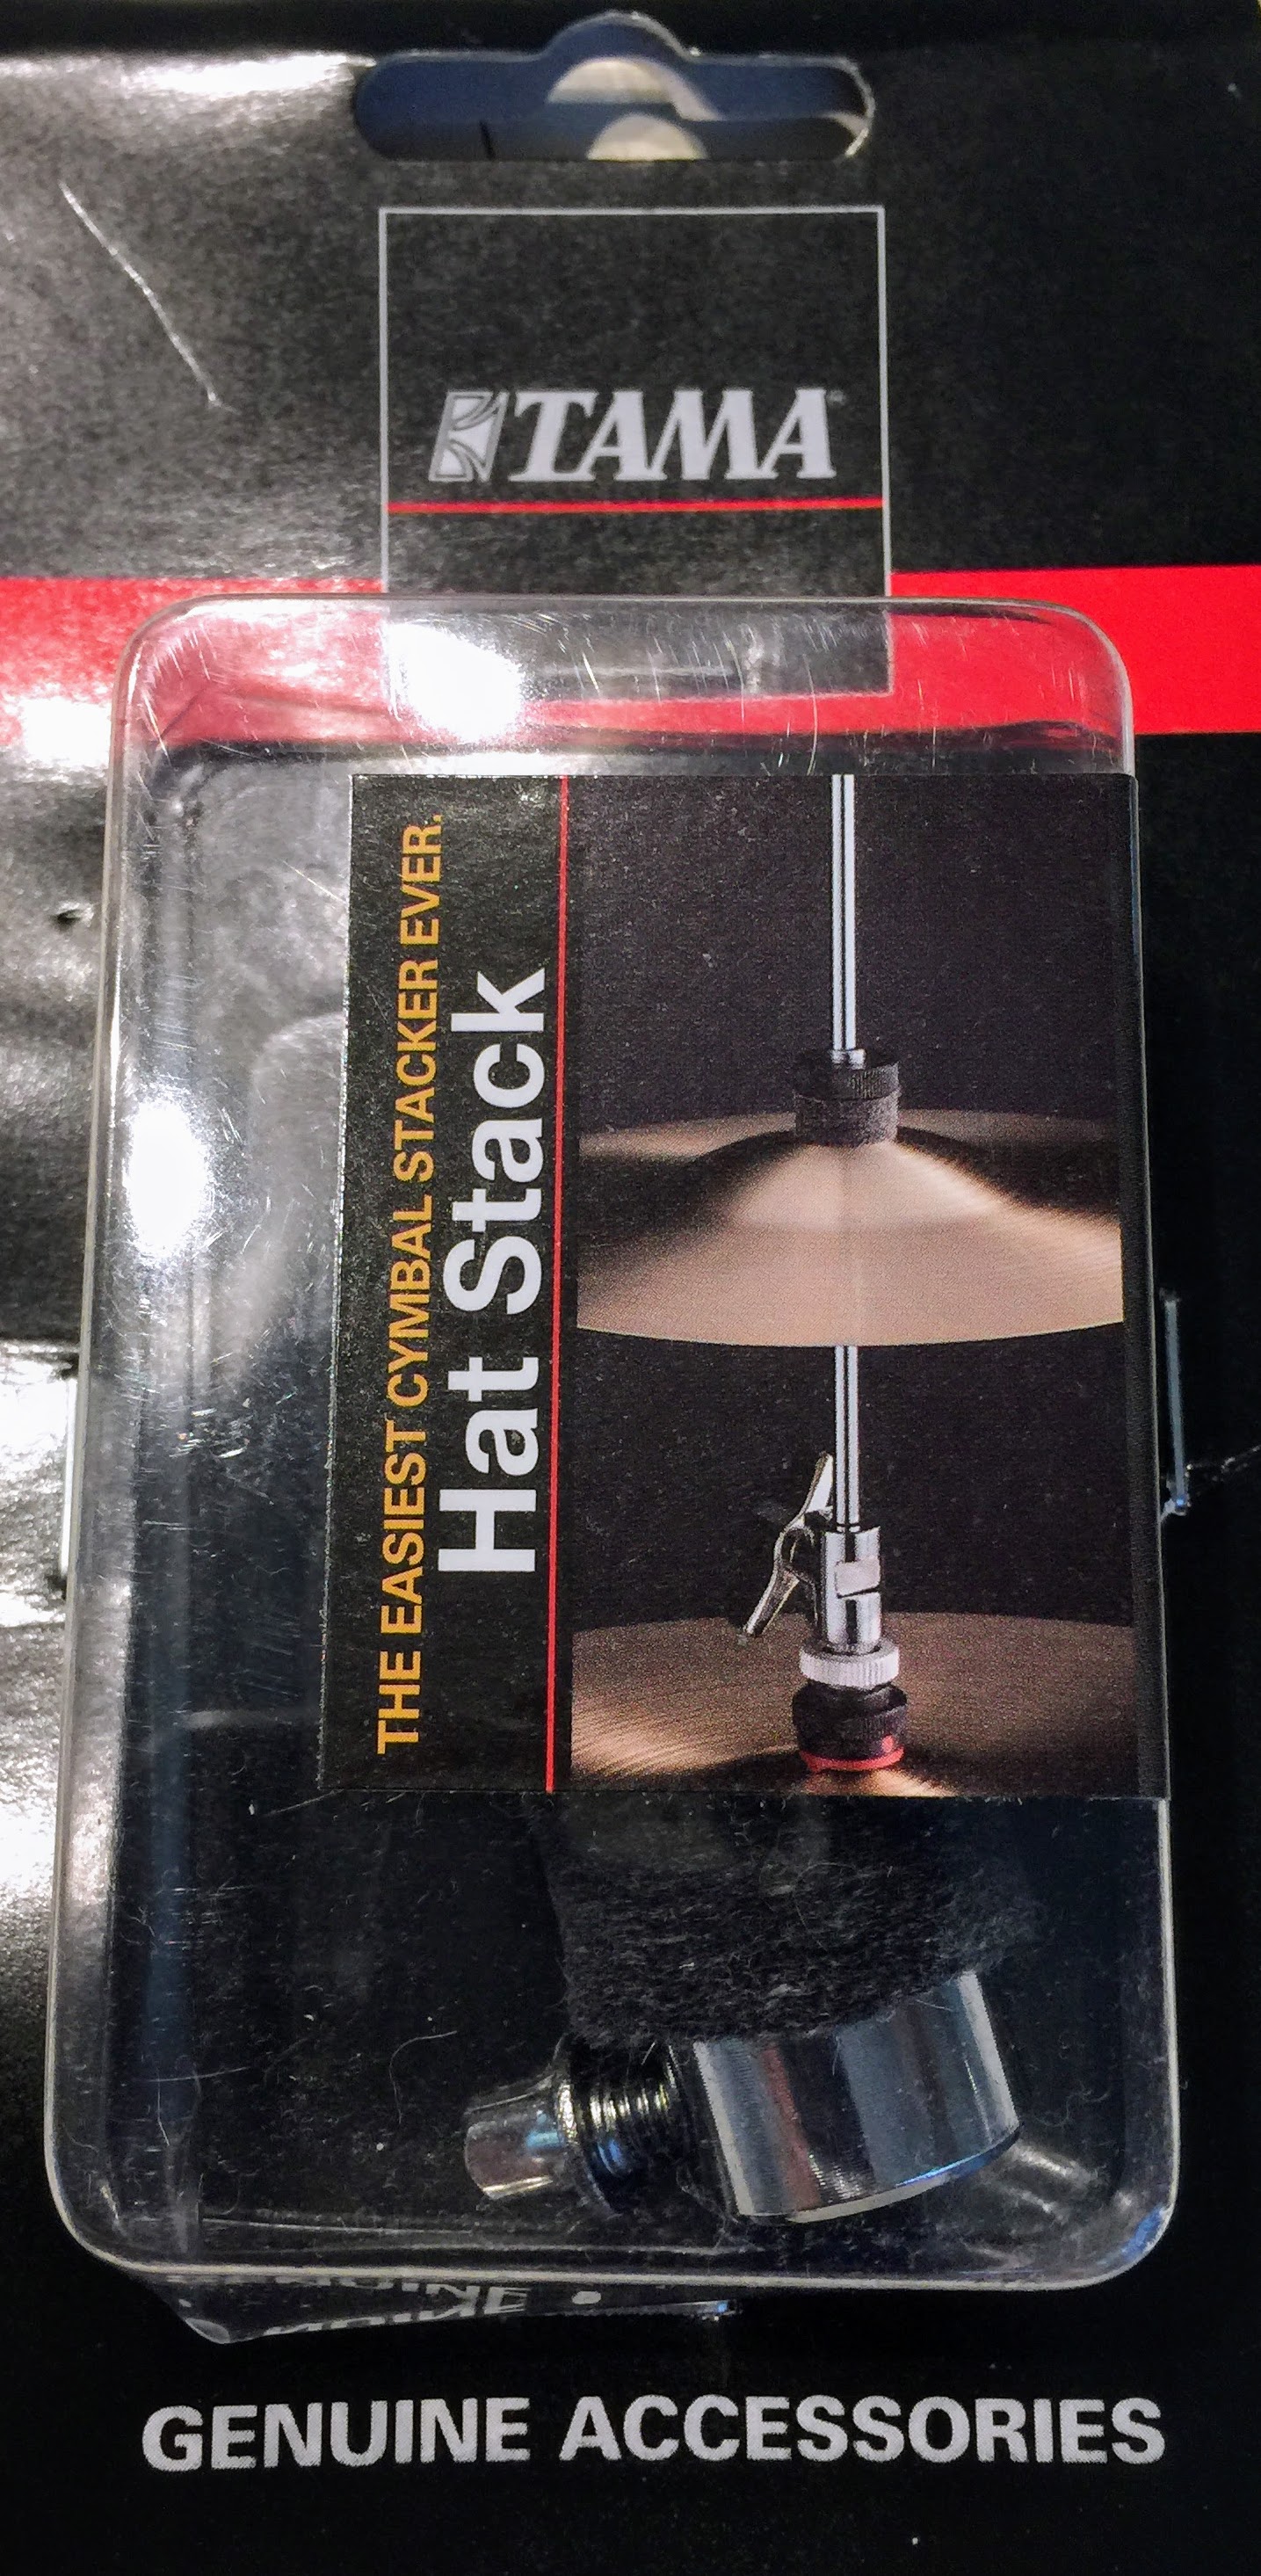 TAMA
THE EASIEST CYMBAL STACKER EVER.
Hat Stack
GENUINE ACCESSORIES